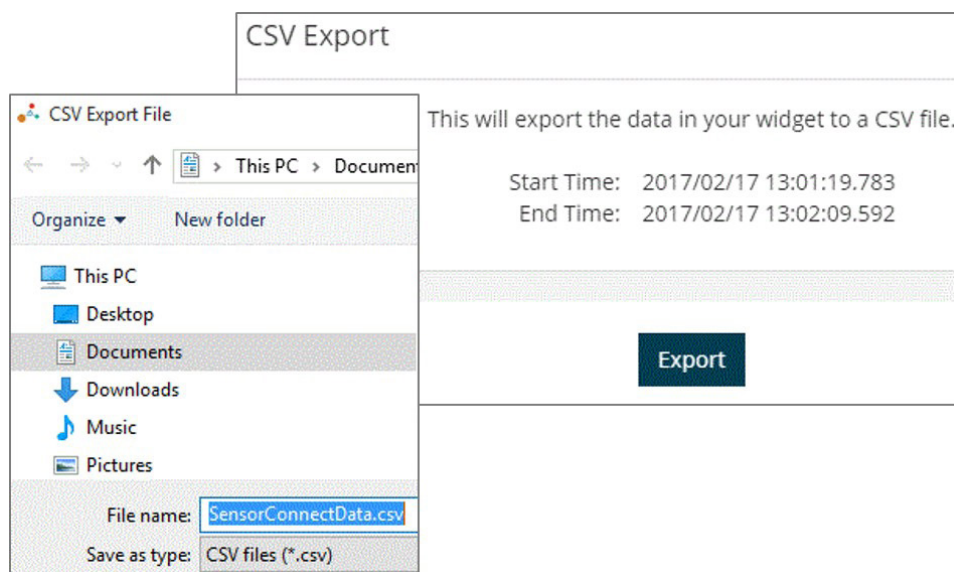 CSV Export
This will export the data in your widget to a CSV file.
Start Time: 2017/02/17 13:01:19.783
End Time: 2017/02/17 13:02:09.592
Export
CSV Export File
This PC > Documen
Organize New folder
This PC
Desktop
Documents
Downloads
Music
Pictures
File name: SensorConnectData.csv
Save as type: CSV files (*.csv)